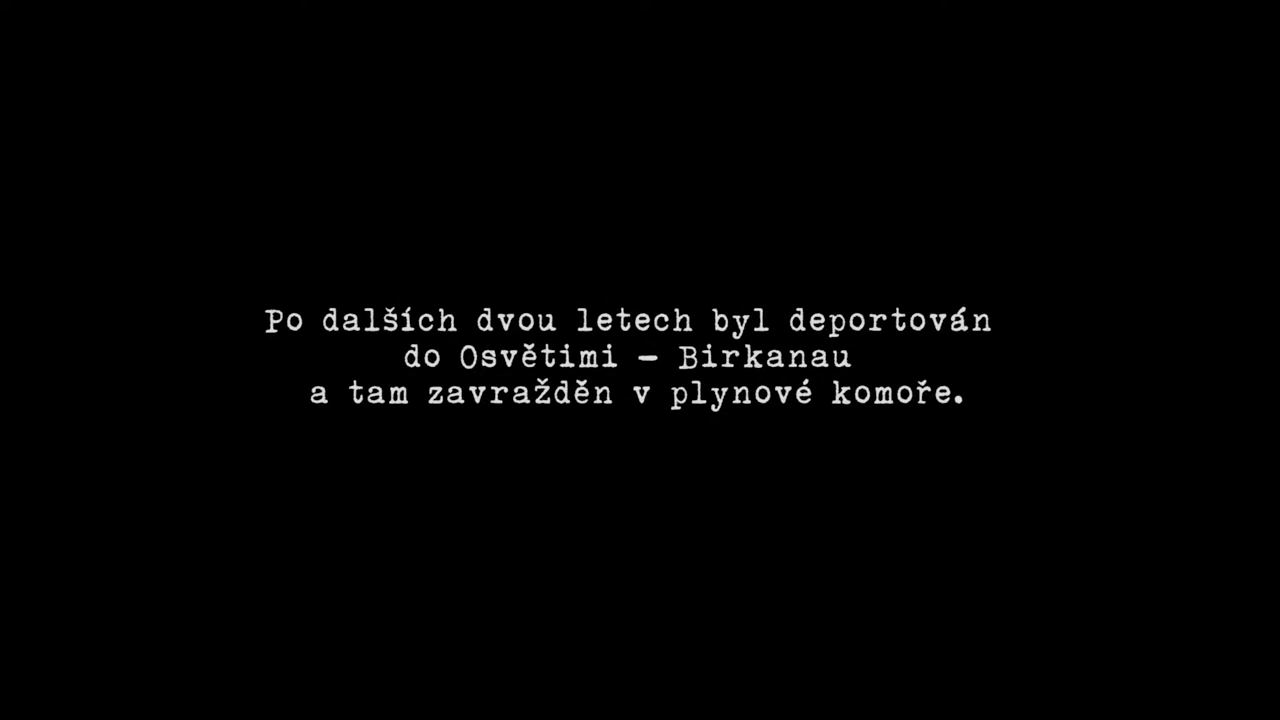 Po dalších dvou letech byl deportován
do Osvětimi – Birkanau
a tam zavražděn v plynové komoře.